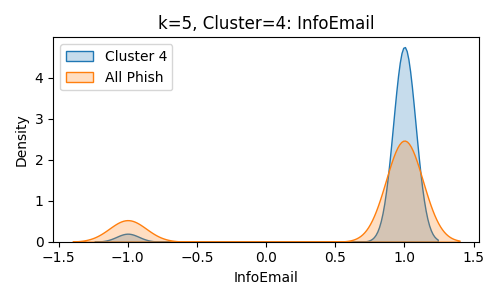 k=5, Cluster=4: InfoEmail
Cluster 4
All Phish
Density
4
3
2
1
0
−1.5 −1.0 −0.5 0.0 0.5 1.0 1.5
InfoEmail